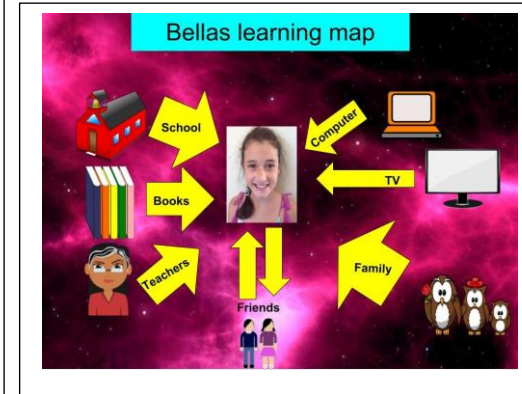 Bellas learning map
School
Computer
Books
TV
Teachers
Family
Friends